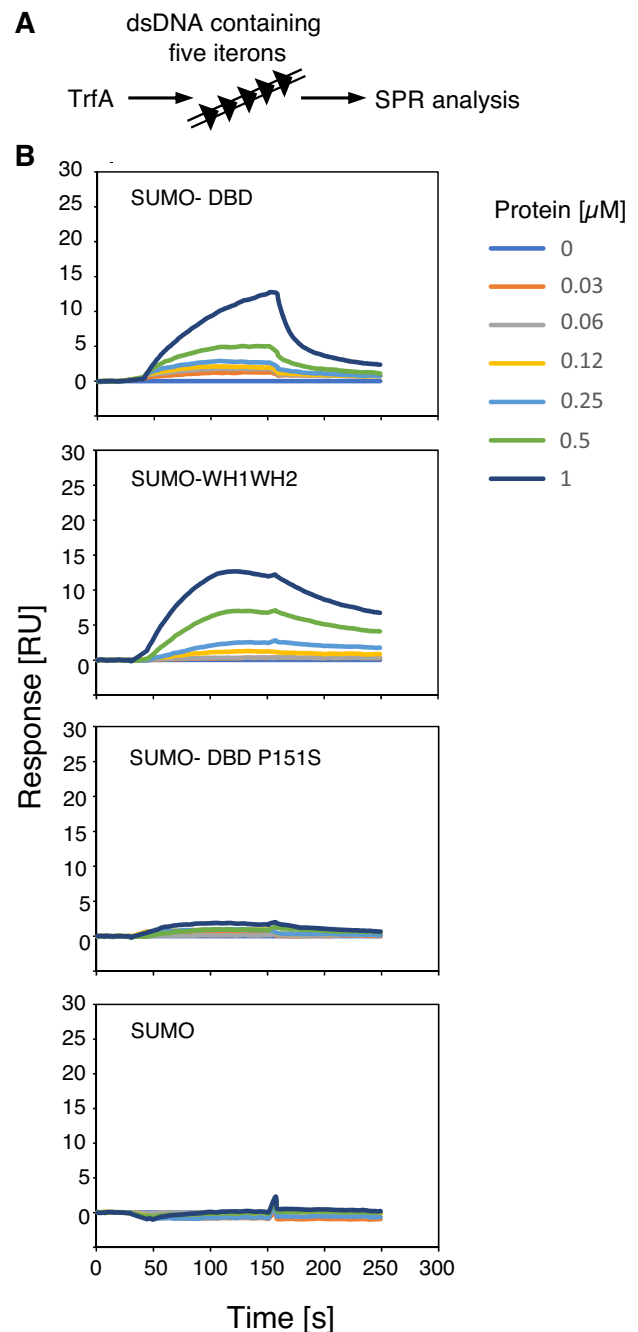 A
dsDNA containing
five iterons
TrfA
SPR analysis
B
Response [RU]
30
25
20
15
10
5
0
SUMO- DBD
Protein [µM]
0
0.03
0.06
0.12
0.25
0.5
1
30
25
20
15
10
5
0
SUMO-WH1WH2
30
25
20
15
10
5
0
SUMO- DBD P151S
30
25
20
15
10
5
0
SUMO
0 50 100 150 200 250 300
Time [s]